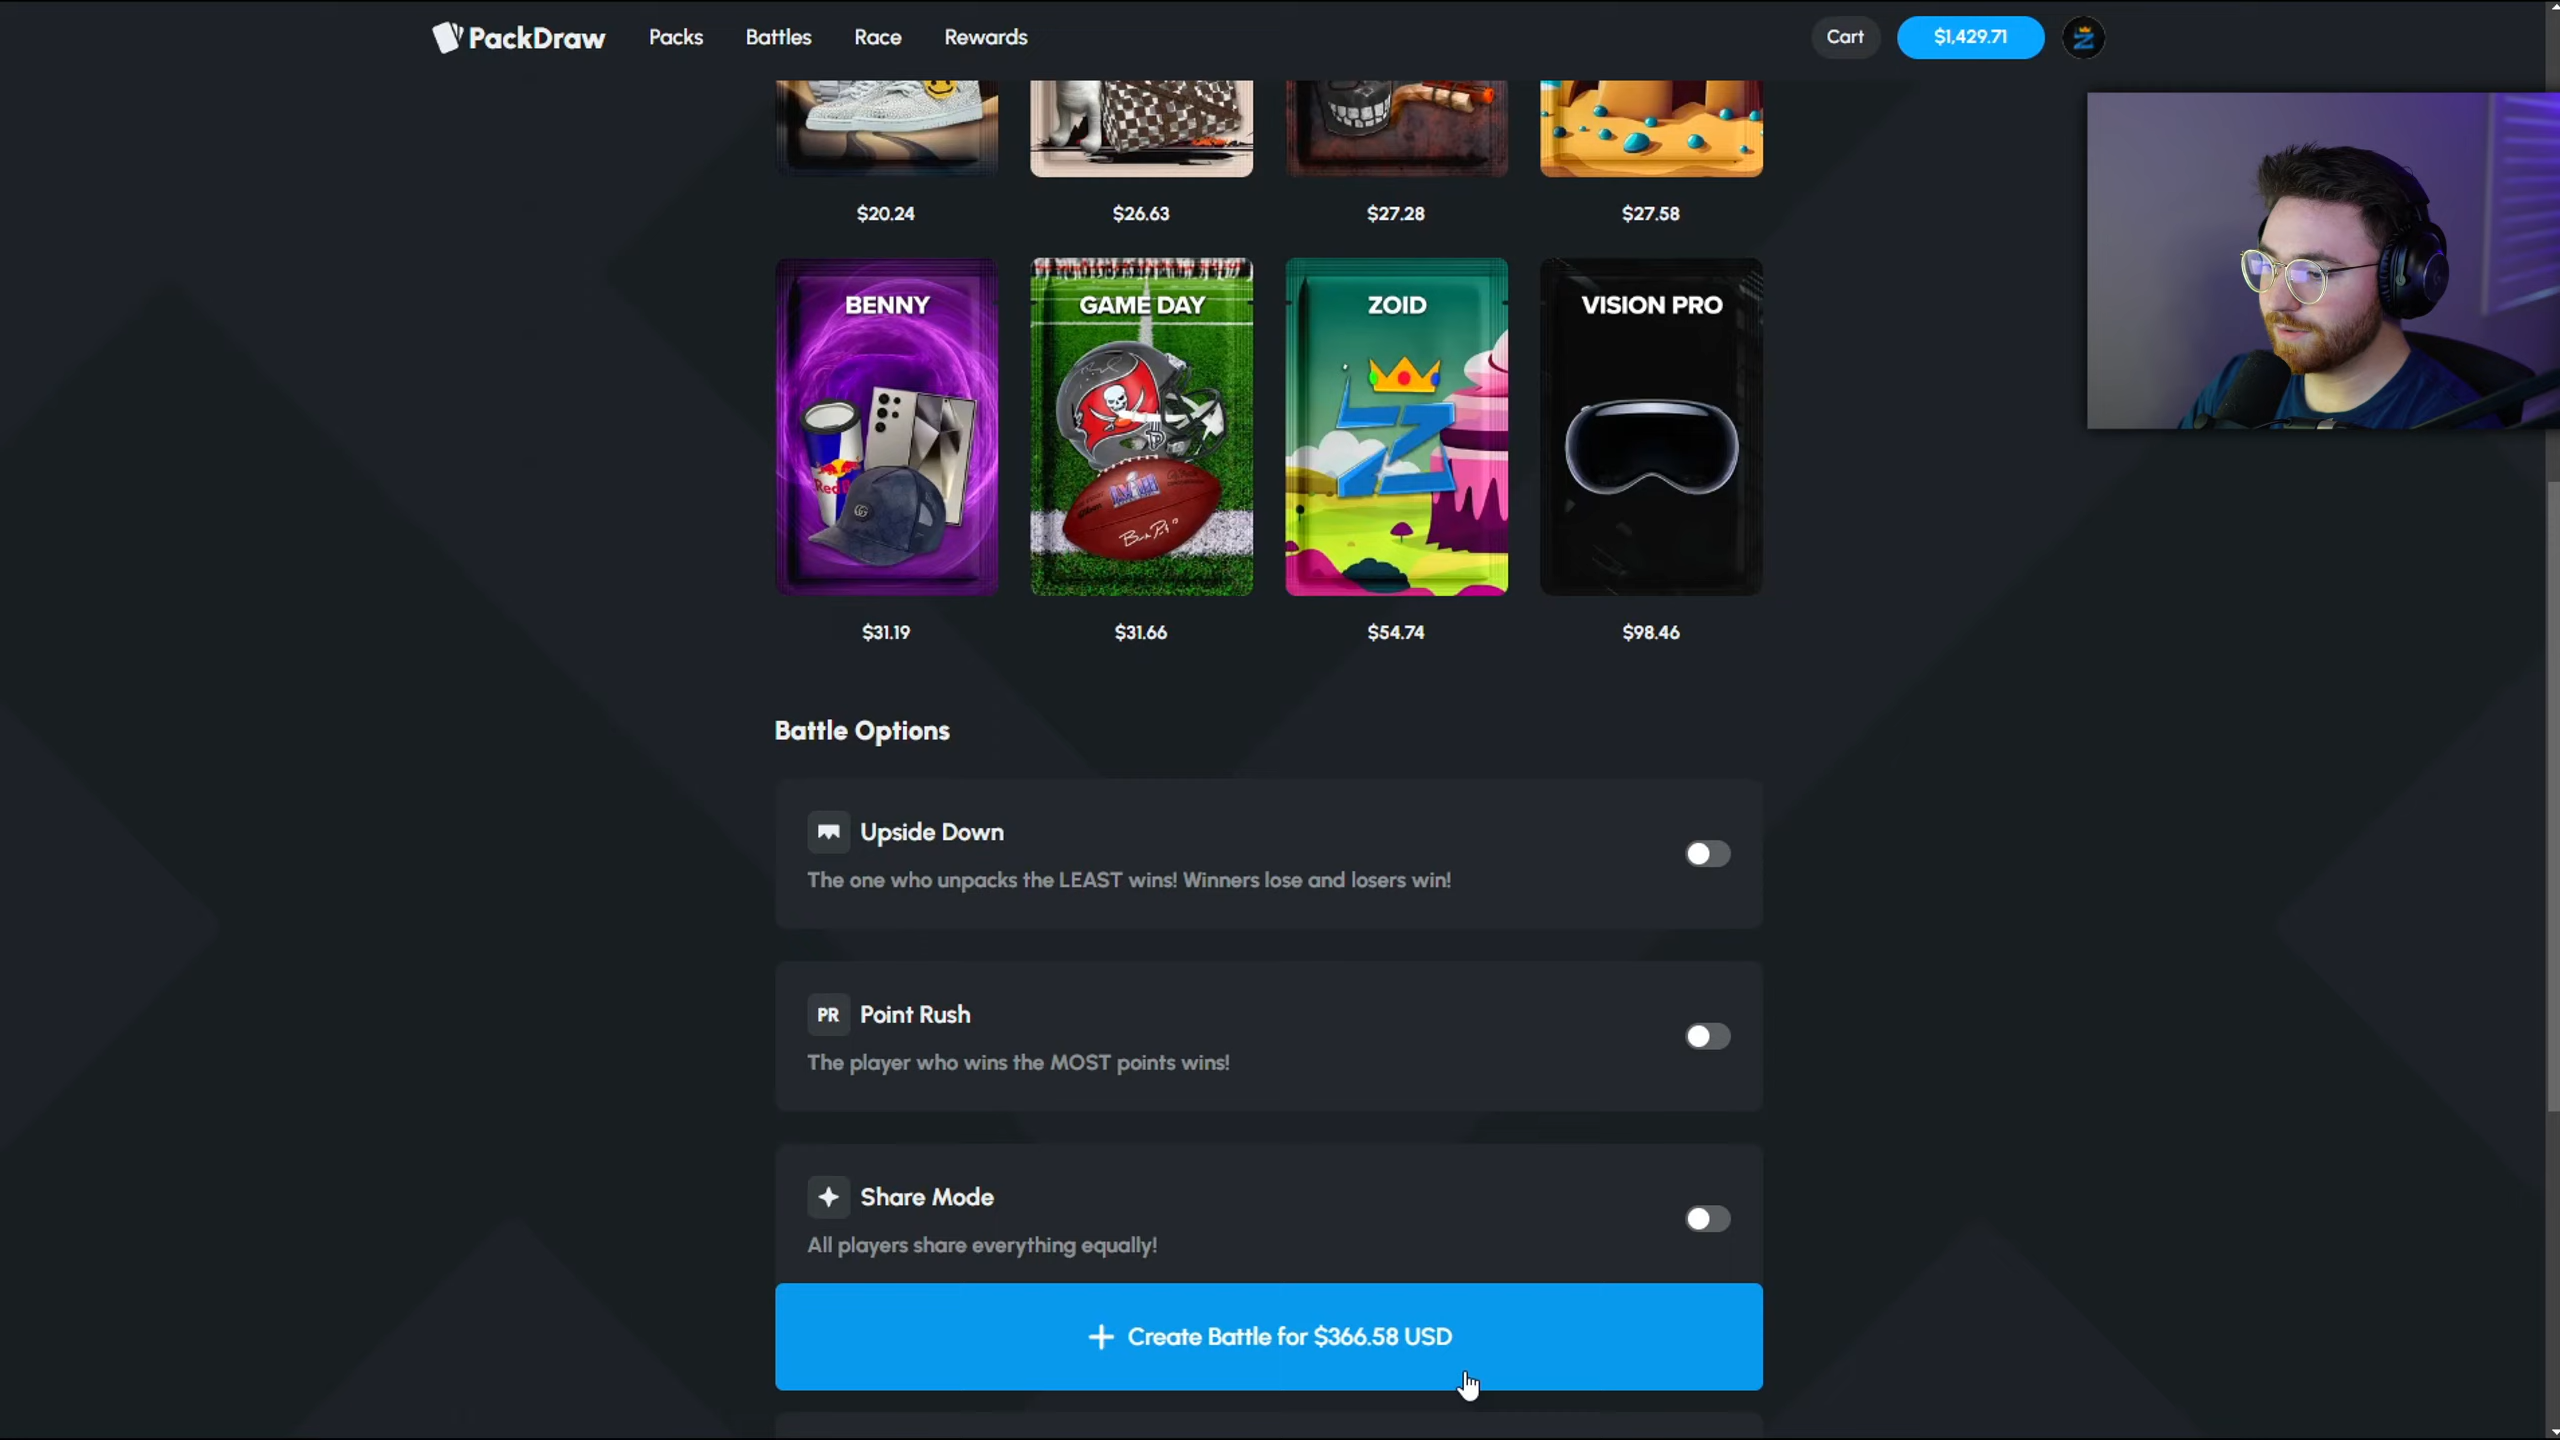 PackDraw Packs Battles Race Rewards Cart $1,429.71
$20.24 $26.63 $27.28 $27.58
BENNY GAME DAY ZOID VISION PRO
$31.19 $31.66 $54.74 $98.46
Battle Options
Upside Down
The one who unpacks the LEAST wins! Winners lose and losers win!
PR Point Rush
The player who wins the MOST points wins!
Share Mode
All players share everything equally!
Create Battle for $366.58 USD